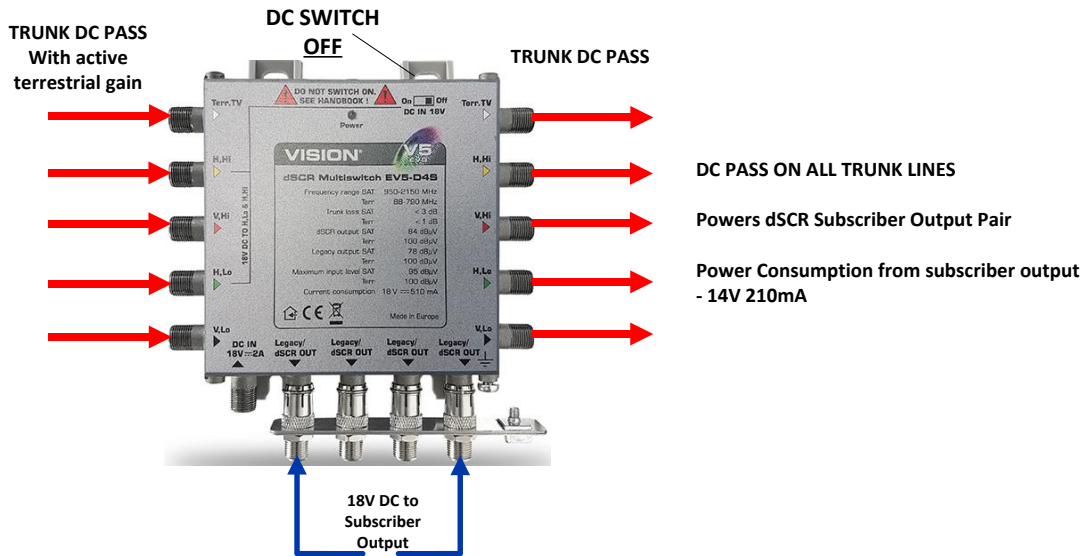 TRUNK DC PASS
With active
terrestrial gain
DC SWITCH
OFF
TRUNK DC PASS
DO NOT SWITCH ON.
SEE HANDBOOK !
On Off
DC IN 18V
Terr.TV
Terr.TV
Power
H,Hi
H,Hi
VISION
V5
evo
dSCR Multiswitch EV5-D4S
Frequency range SAT 950-2150 MHz
Terr 88-790 MHz
Trunk loss SAT < 3 dB
Terr < 1 dB
dSCR output SAT 84 dBµV
Terr 100 dBµV
Legacy output SAT 78 dBµV
Terr 100 dBµV
Maximum input level SAT 95 dBµV
Terr 100 dBµV
Current consumption 18 V 510 mA
CE
Made in Europe
V,Hi
V,Hi
18V DC TO H,Lo & H,Hi
H,Lo
H,Lo
V,Lo
V,Lo
DC IN
18V 2A
Legacy/
dSCR OUT
Legacy/
dSCR OUT
Legacy/
dSCR OUT
Legacy/
dSCR OUT
DC PASS ON ALL TRUNK LINES
Powers dSCR Subscriber Output Pair
Power Consumption from subscriber output
- 14V 210mA
18V DC to
Subscriber
Output